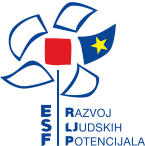 ESF
RAZVOJ
LJUDSKIH
POTENCIJALA